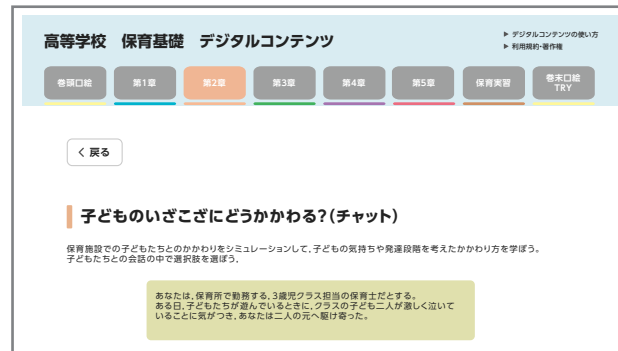 高等学校 保育基礎 デジタルコンテンツ
▶ デジタルコンテンツの使い方
▶ 利用規約・著作権
巻頭口絵
第1章
第2章
第3章
第4章
第5章
保育実習
巻末口絵
TRY
く 戻る
子どものいざこざにどうかかわる?(チャット)
保育施設での子どもたちとのかかわりをシミュレーションして,子どもの気持ちや発達段階を考えたかかわり方を学ぼう。
子どもたちとの会話の中で選択肢を選ぼう.
あなたは,保育所で勤務する,3歳児クラス担当の保育士だとする。
ある日,子どもたちが遊んでいるときに,クラスの子ども二人が激しく泣いて
いることに気がつき,あなたは二人の元へ駆け寄った。